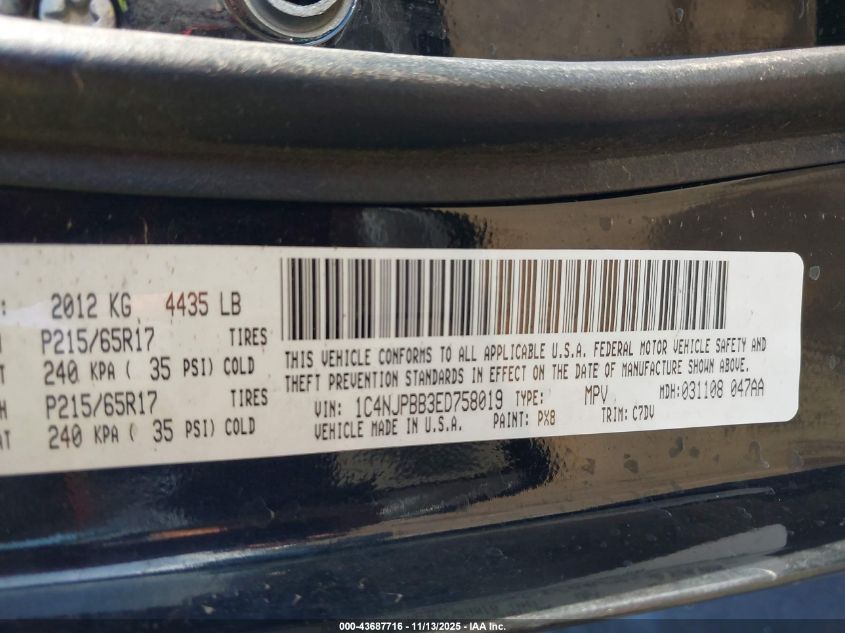 : 2012 KG 4435 LB
P215/65R17 TIRES
240 KPA ( 35 PSI) COLD
P215/65R17 TIRES
240 KPA ( 35 PSI) COLD
THIS VEHICLE CONFORMS TO ALL APPLICABLE U.S.A. FEDERAL MOTOR VEHICLE SAFETY AND
THEFT PREVENTION STANDARDS IN EFFECT ON THE DATE OF MANUFACTURE SHOWN ABOVE.
VIN: 1C4NJPBB3ED758019 TYPE: MPV MDH:031108 047AA
VEHICLE MADE IN U.S.A. PAINT: PX8 TRIM: C7DV
000-43687716 - 11/13/2025 - IAA Inc.